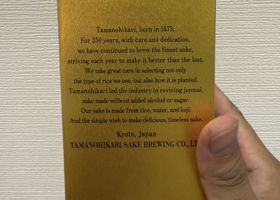 Tamanohikari, born in 1673.
For 350 years, with care and dedication,
we have continued to brew the finest sake,
striving each year to make it better than the last.
We take great care in selecting not only
the type of rice we use, but also how it is planted.
Tamanohikari led the industry in reviving junmai,
sake made without added alcohol or sugar.
Our sake is made from rice, water, and koji.
And the simple wish to make delicious, timeless sake.
Kyoto, Japan
TAMANOHIKARI SAKE BREWING CO., LT